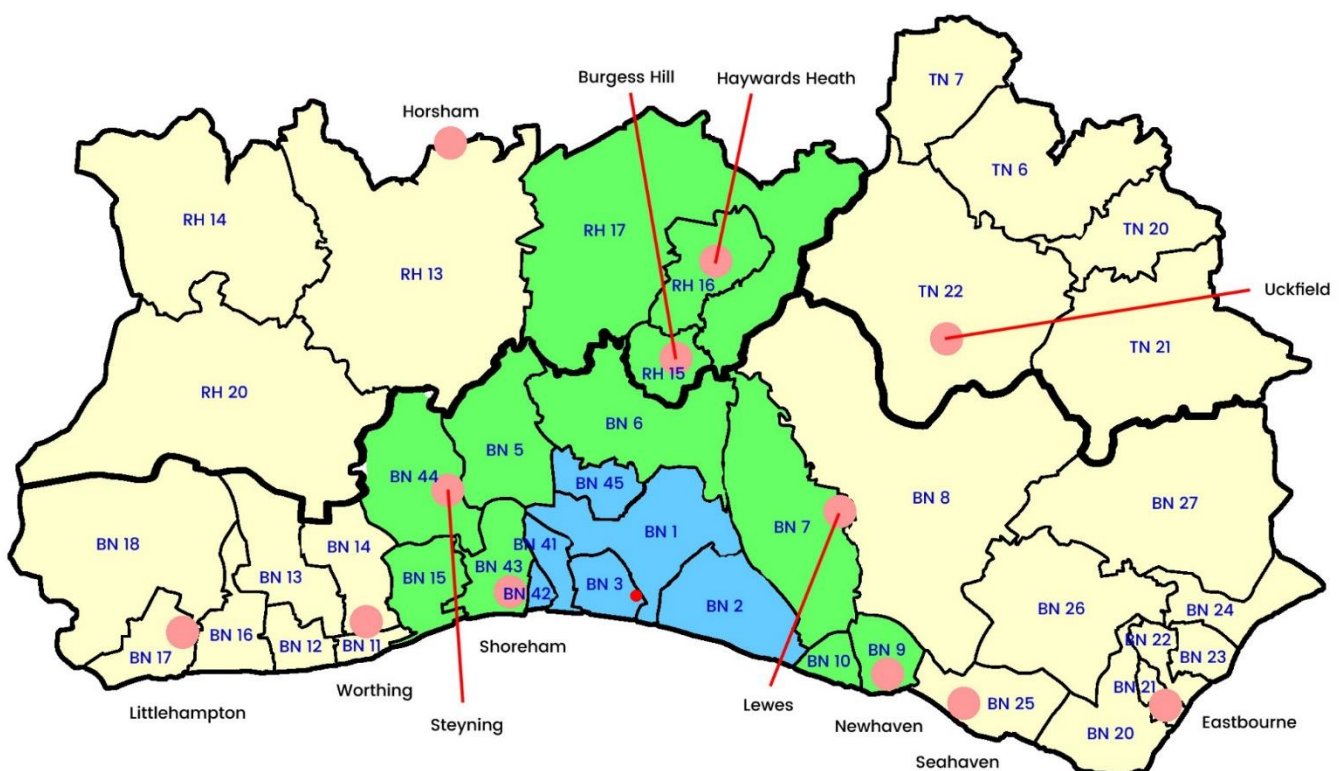 Burgess Hill
Haywards Heath
TN 7
Horsham
TN 6
RH 14
RH 17
TN 20
RH 13
RH 16
TN 22
Uckfield
TN 21
RH 15
RH 20
BN 6
BN 5
BN 44
BN 45
BN 8
BN 27
BN 18
BN 14
BN 1
BN 7
BN 41
BN 13
BN 15
BN 43
BN 42
BN 3
BN 2
BN 26
BN 24
BN 16
BN 12
BN 11
BN 17
BN 22
BN 23
BN 10
BN 9
BN 21
Shoreham
Worthing
Littlehampton
Steyning
Lewes
Newhaven
BN 25
BN 20
Eastbourne
Seahaven